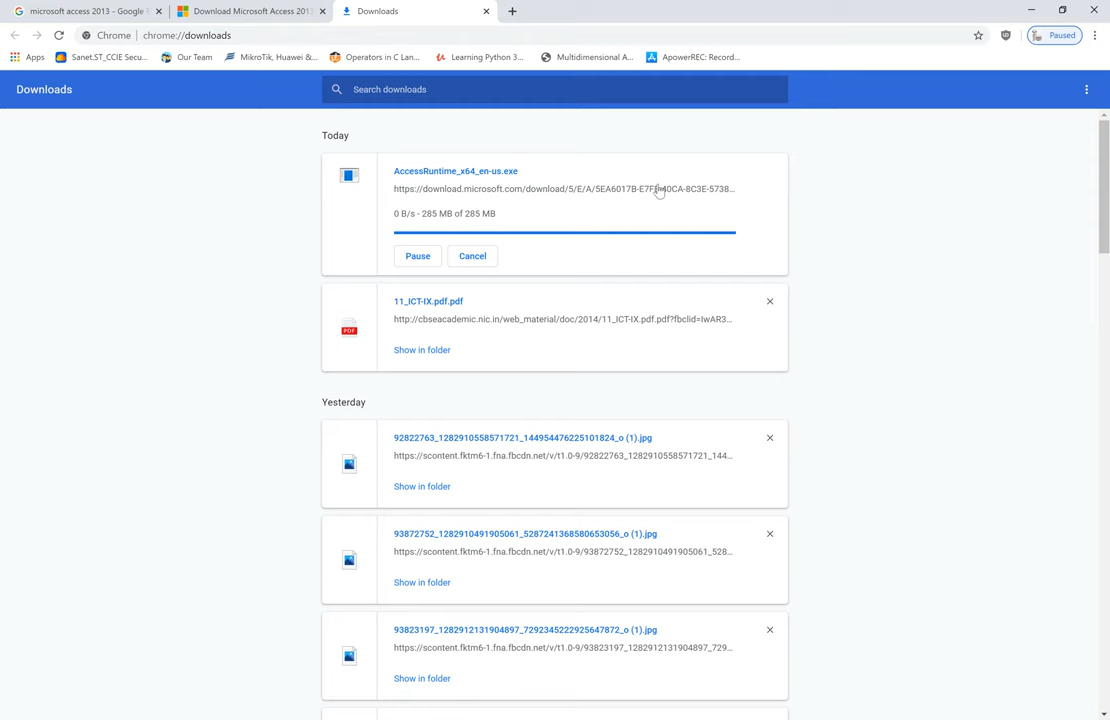 microsoft access 2013 - Google
Download Microsoft Access 2013
Downloads
Chrome | chrome://downloads
Paused
Apps
Sanet.ST_CCIE Secu...
Our Team
MikroTik, Huawei &...
Operators in C Lan...
Learning Python 3...
Multidimensional A...
ApowerREC: Record...
Downloads
Search downloads
Today
AccessRuntime_x64_en-us.exe
https://download.microsoft.com/download/5/E/A/5EA6017B-E7F2-40CA-8C3E-5738...
0 B/s - 285 MB of 285 MB
Pause
Cancel
11_ICT-IX.pdf.pdf
http://cbseacademic.nic.in/web_material/doc/2014/11_ICT-IX.pdf.pdf?fbclid=IwAR3...
PDF
Show in folder
Yesterday
92822763_1282910558571721_144954476225101824_o (1).jpg
https://scontent.fktm6-1.fna.fbcdn.net/v/t1.0-9/92822763_1282910558571721_144...
Show in folder
93872752_1282910491905061_5287241368580653056_o (1).jpg
https://scontent.fktm6-1.fna.fbcdn.net/v/t1.0-9/93872752_1282910491905061_528...
Show in folder
93823197_1282912131904897_7292345222925647872_o (1).jpg
https://scontent.fktm6-1.fna.fbcdn.net/v/t1.0-9/93823197_1282912131904897_729...
Show in folder